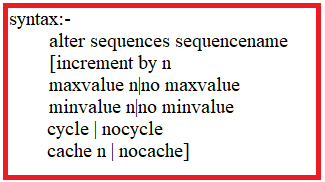 syntax:-
alter sequences sequencename
[increment by n
maxvalue n|no maxvalue
minvalue n|no minvalue
cycle | nocycle
cache n | nocache]